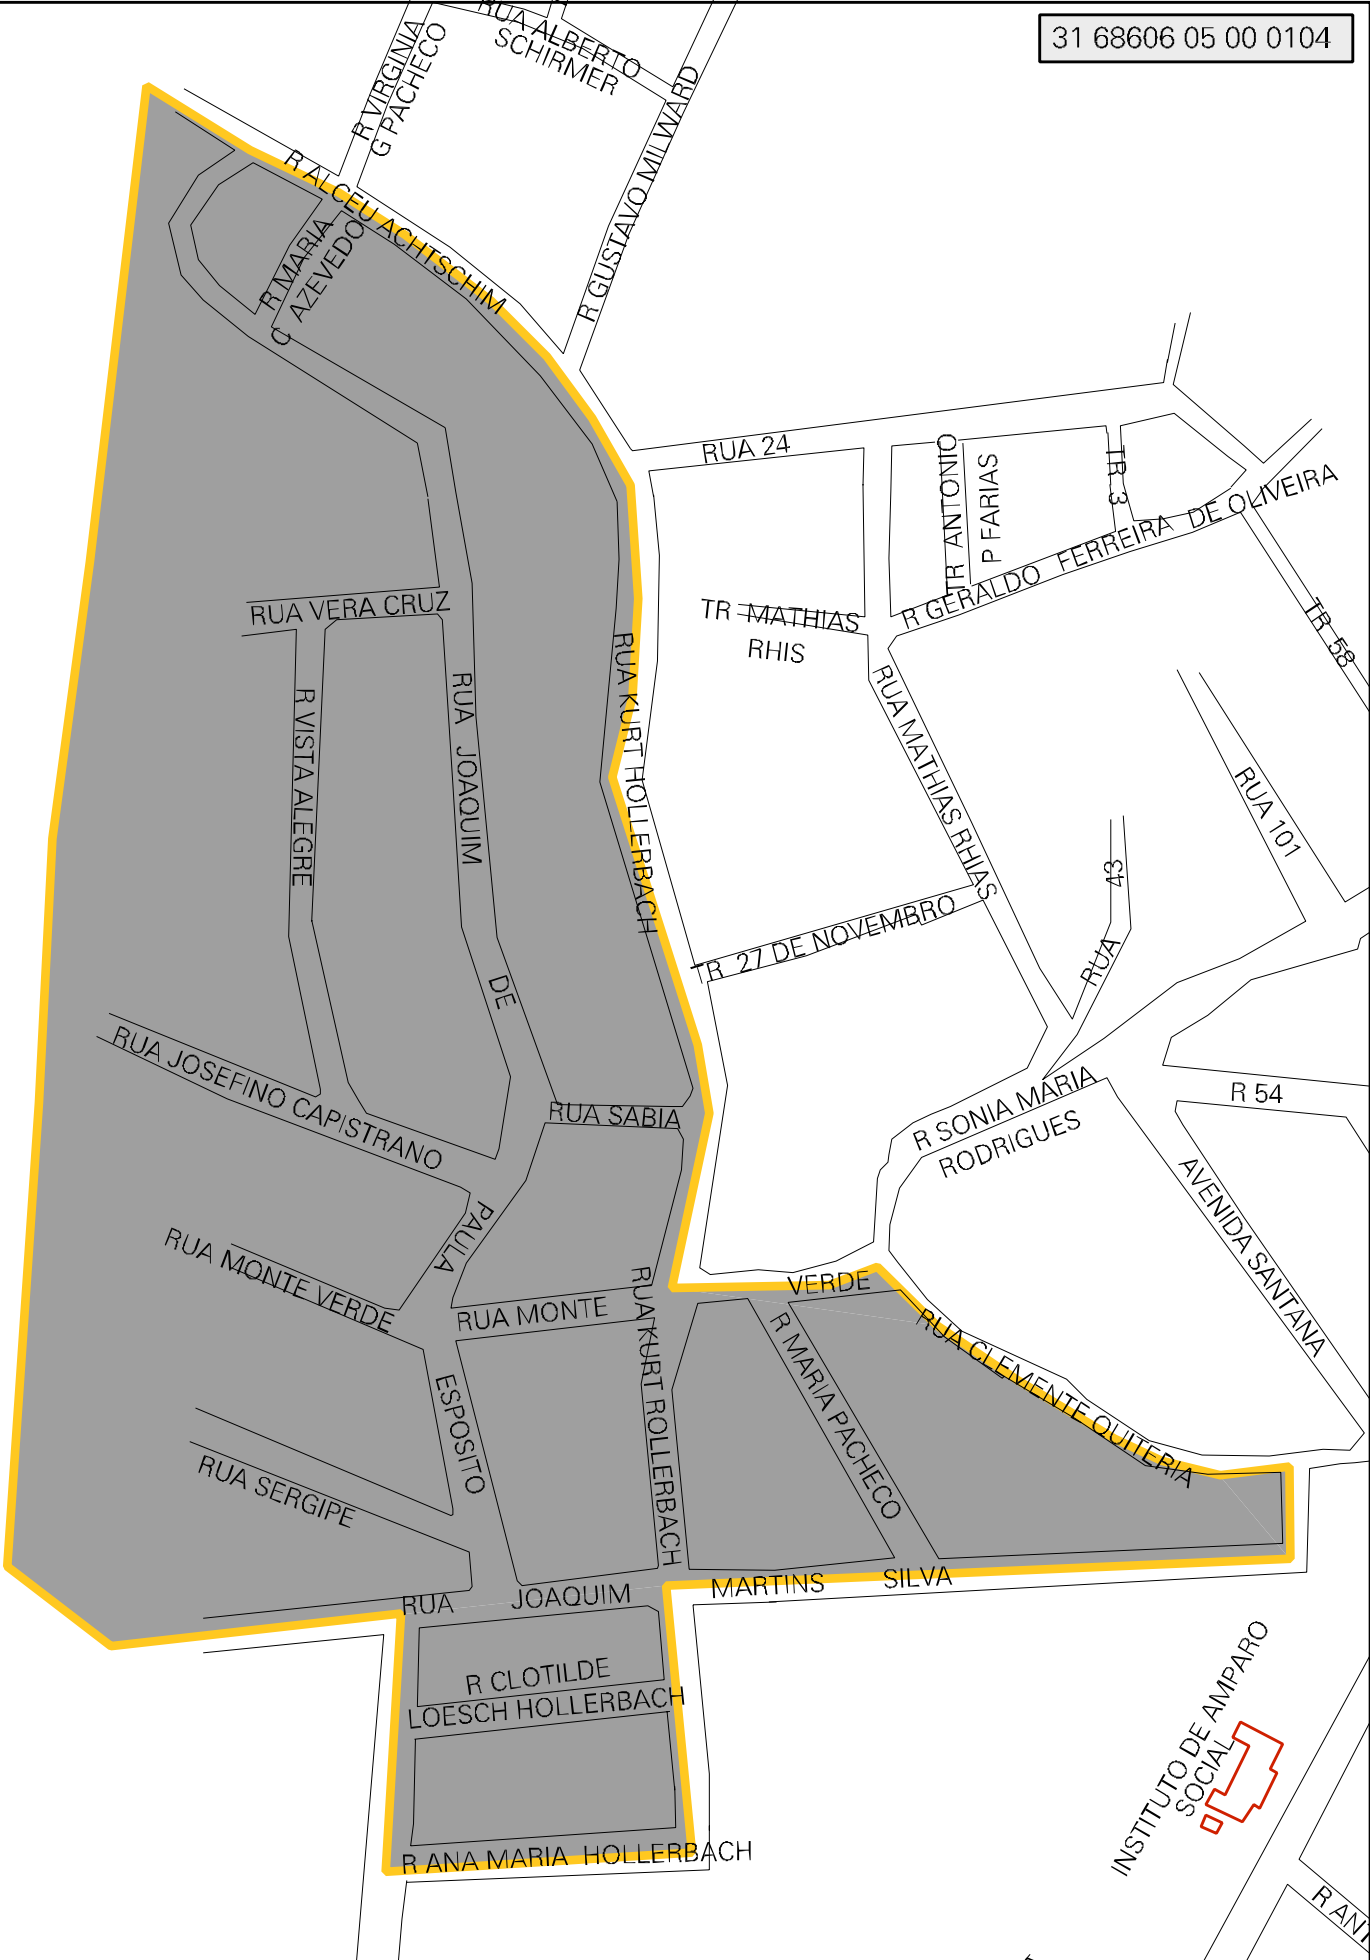 31 68606 05 00 0104
RUA ALBERTO
SCHIRMER
R VIRGINIA
G PACHECO
R GUSTAVO MILWARD
R ALCEU ACHTSCHIM
R MARIA
C AZEVEDO
RUA 24
TR ANTONIO
P FARIAS
TR 3
R GERALDO FERREIRA DE OLIVEIRA
TR 58
TR MATHIAS
RHIS
RUA VERA CRUZ
RUA KURT HOLLERBACH
RUA MATHIAS RHIAS
R VISTA ALEGRE
RUA JOAQUIM
DE
PAULA
ESPOSITO
RUA 101
RUA 43
TR 27 DE NOVEMBRO
RUA JOSEFINO CAPISTRANO
RUA SABIA
R SONIA MARIA
RODRIGUES
R 54
AVENIDA SANTANA
RUA MONTE VERDE
RUA MONTE
VERDE
RUA KURT ROLLERBACH
R MARIA PACHECO
RUA CLEMENTE QUITERIA
RUA SERGIPE
RUA JOAQUIM MARTINS SILVA
R CLOTILDE
LOESCH HOLLERBACH
R ANA MARIA HOLLERBACH
INSTITUTO DE AMPARO
SOCIAL
R